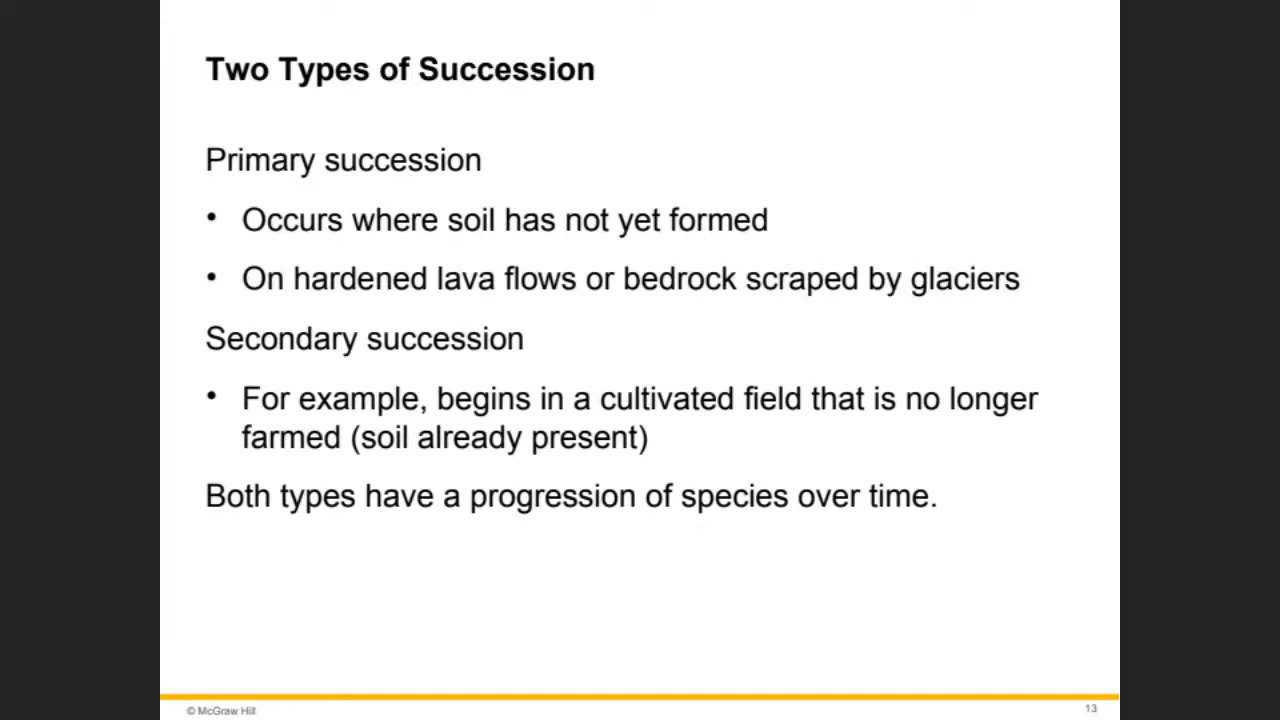 Two Types of Succession
Primary succession
• Occurs where soil has not yet formed
• On hardened lava flows or bedrock scraped by glaciers
Secondary succession
• For example, begins in a cultivated field that is no longer
farmed (soil already present)
Both types have a progression of species over time.
© McGraw Hill
13